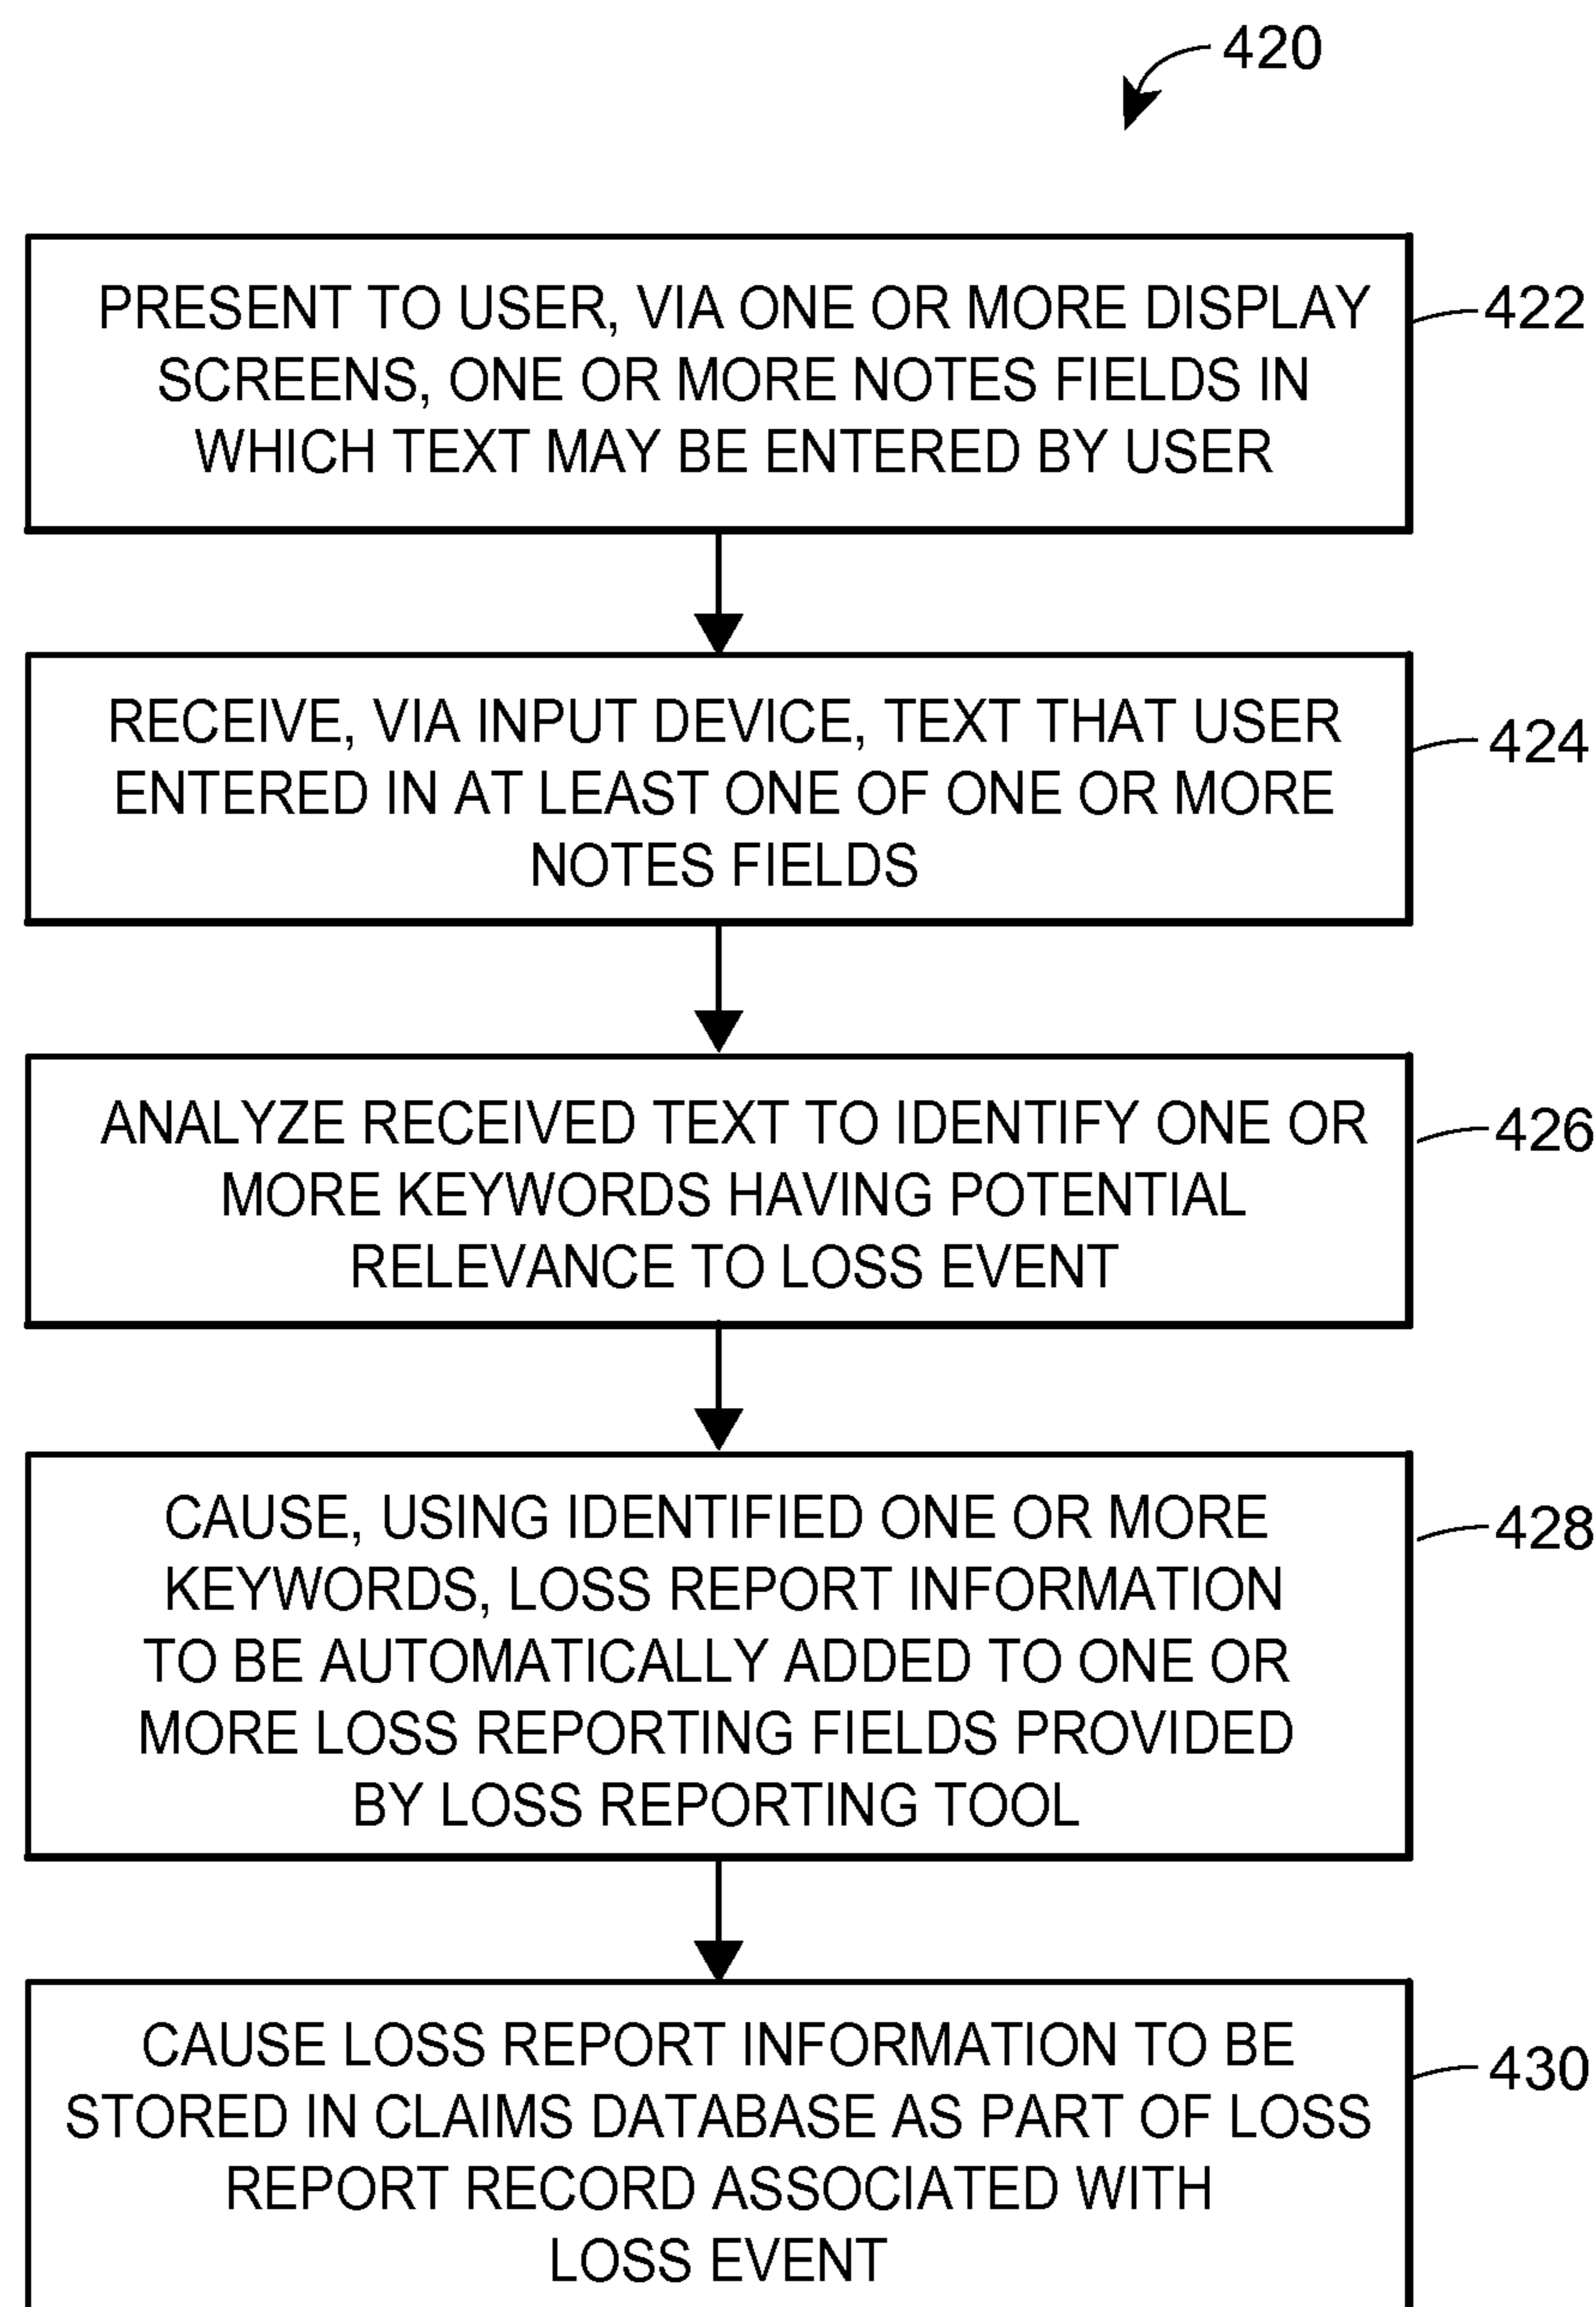 420
PRESENT TO USER, VIA ONE OR MORE DISPLAY
SCREENS, ONE OR MORE NOTES FIELDS IN
WHICH TEXT MAY BE ENTERED BY USER
422
RECEIVE, VIA INPUT DEVICE, TEXT THAT USER
ENTERED IN AT LEAST ONE OF ONE OR MORE
NOTES FIELDS
424
ANALYZE RECEIVED TEXT TO IDENTIFY ONE OR
MORE KEYWORDS HAVING POTENTIAL
RELEVANCE TO LOSS EVENT
426
CAUSE, USING IDENTIFIED ONE OR MORE
KEYWORDS, LOSS REPORT INFORMATION
TO BE AUTOMATICALLY ADDED TO ONE OR
MORE LOSS REPORTING FIELDS PROVIDED
BY LOSS REPORTING TOOL
428
CAUSE LOSS REPORT INFORMATION TO BE
STORED IN CLAIMS DATABASE AS PART OF LOSS
REPORT RECORD ASSOCIATED WITH
LOSS EVENT
430